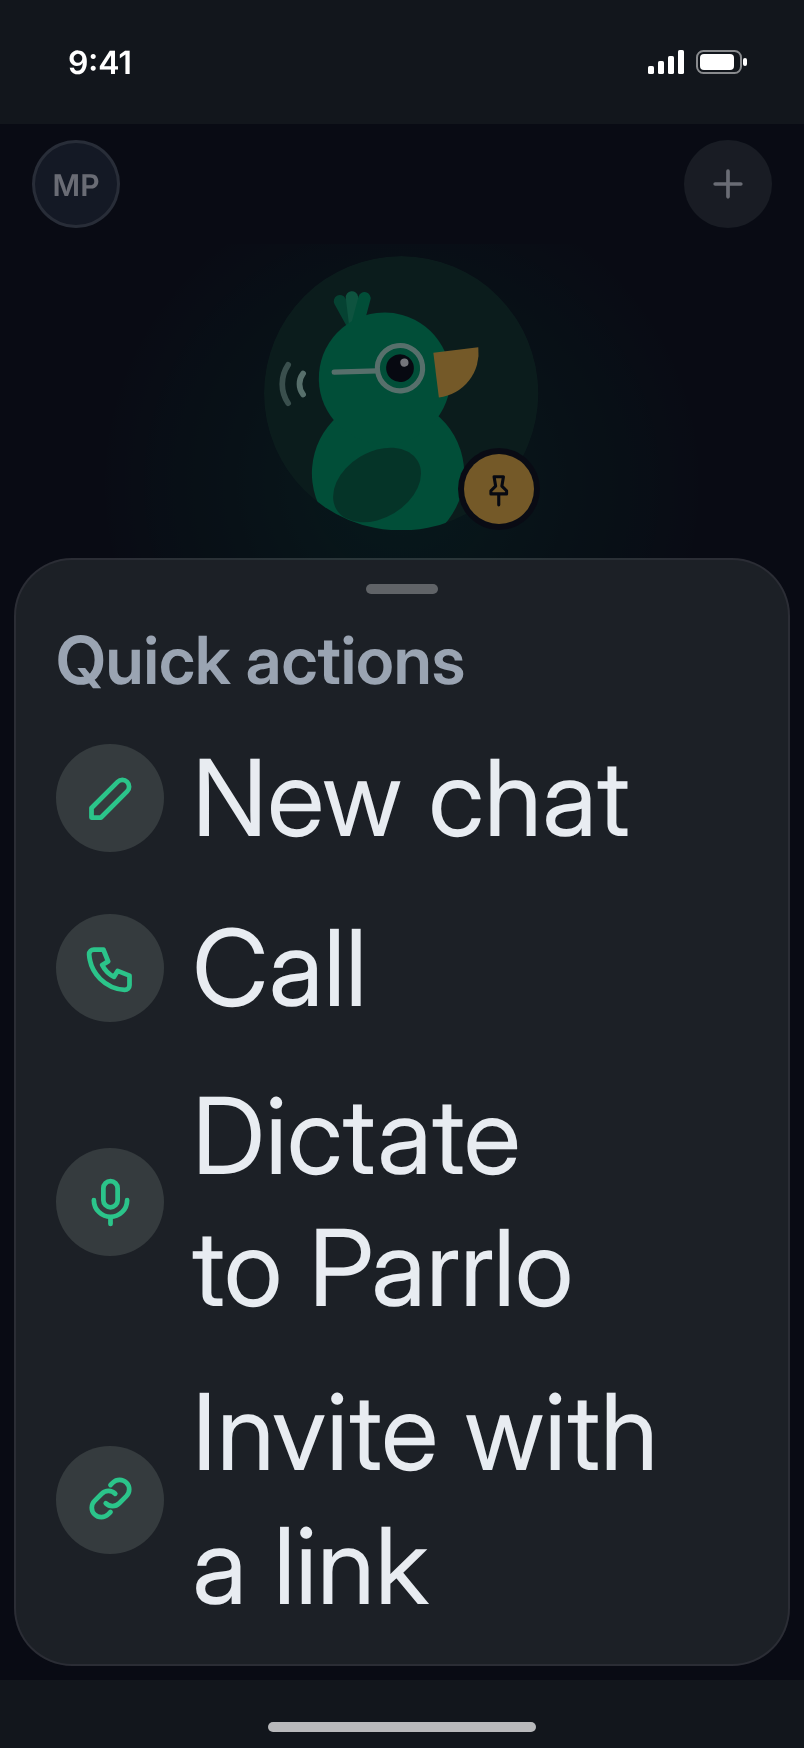 9:41
MP
Quick actions
New chat
Call
Dictate
to Parrlo
Invite with
a link